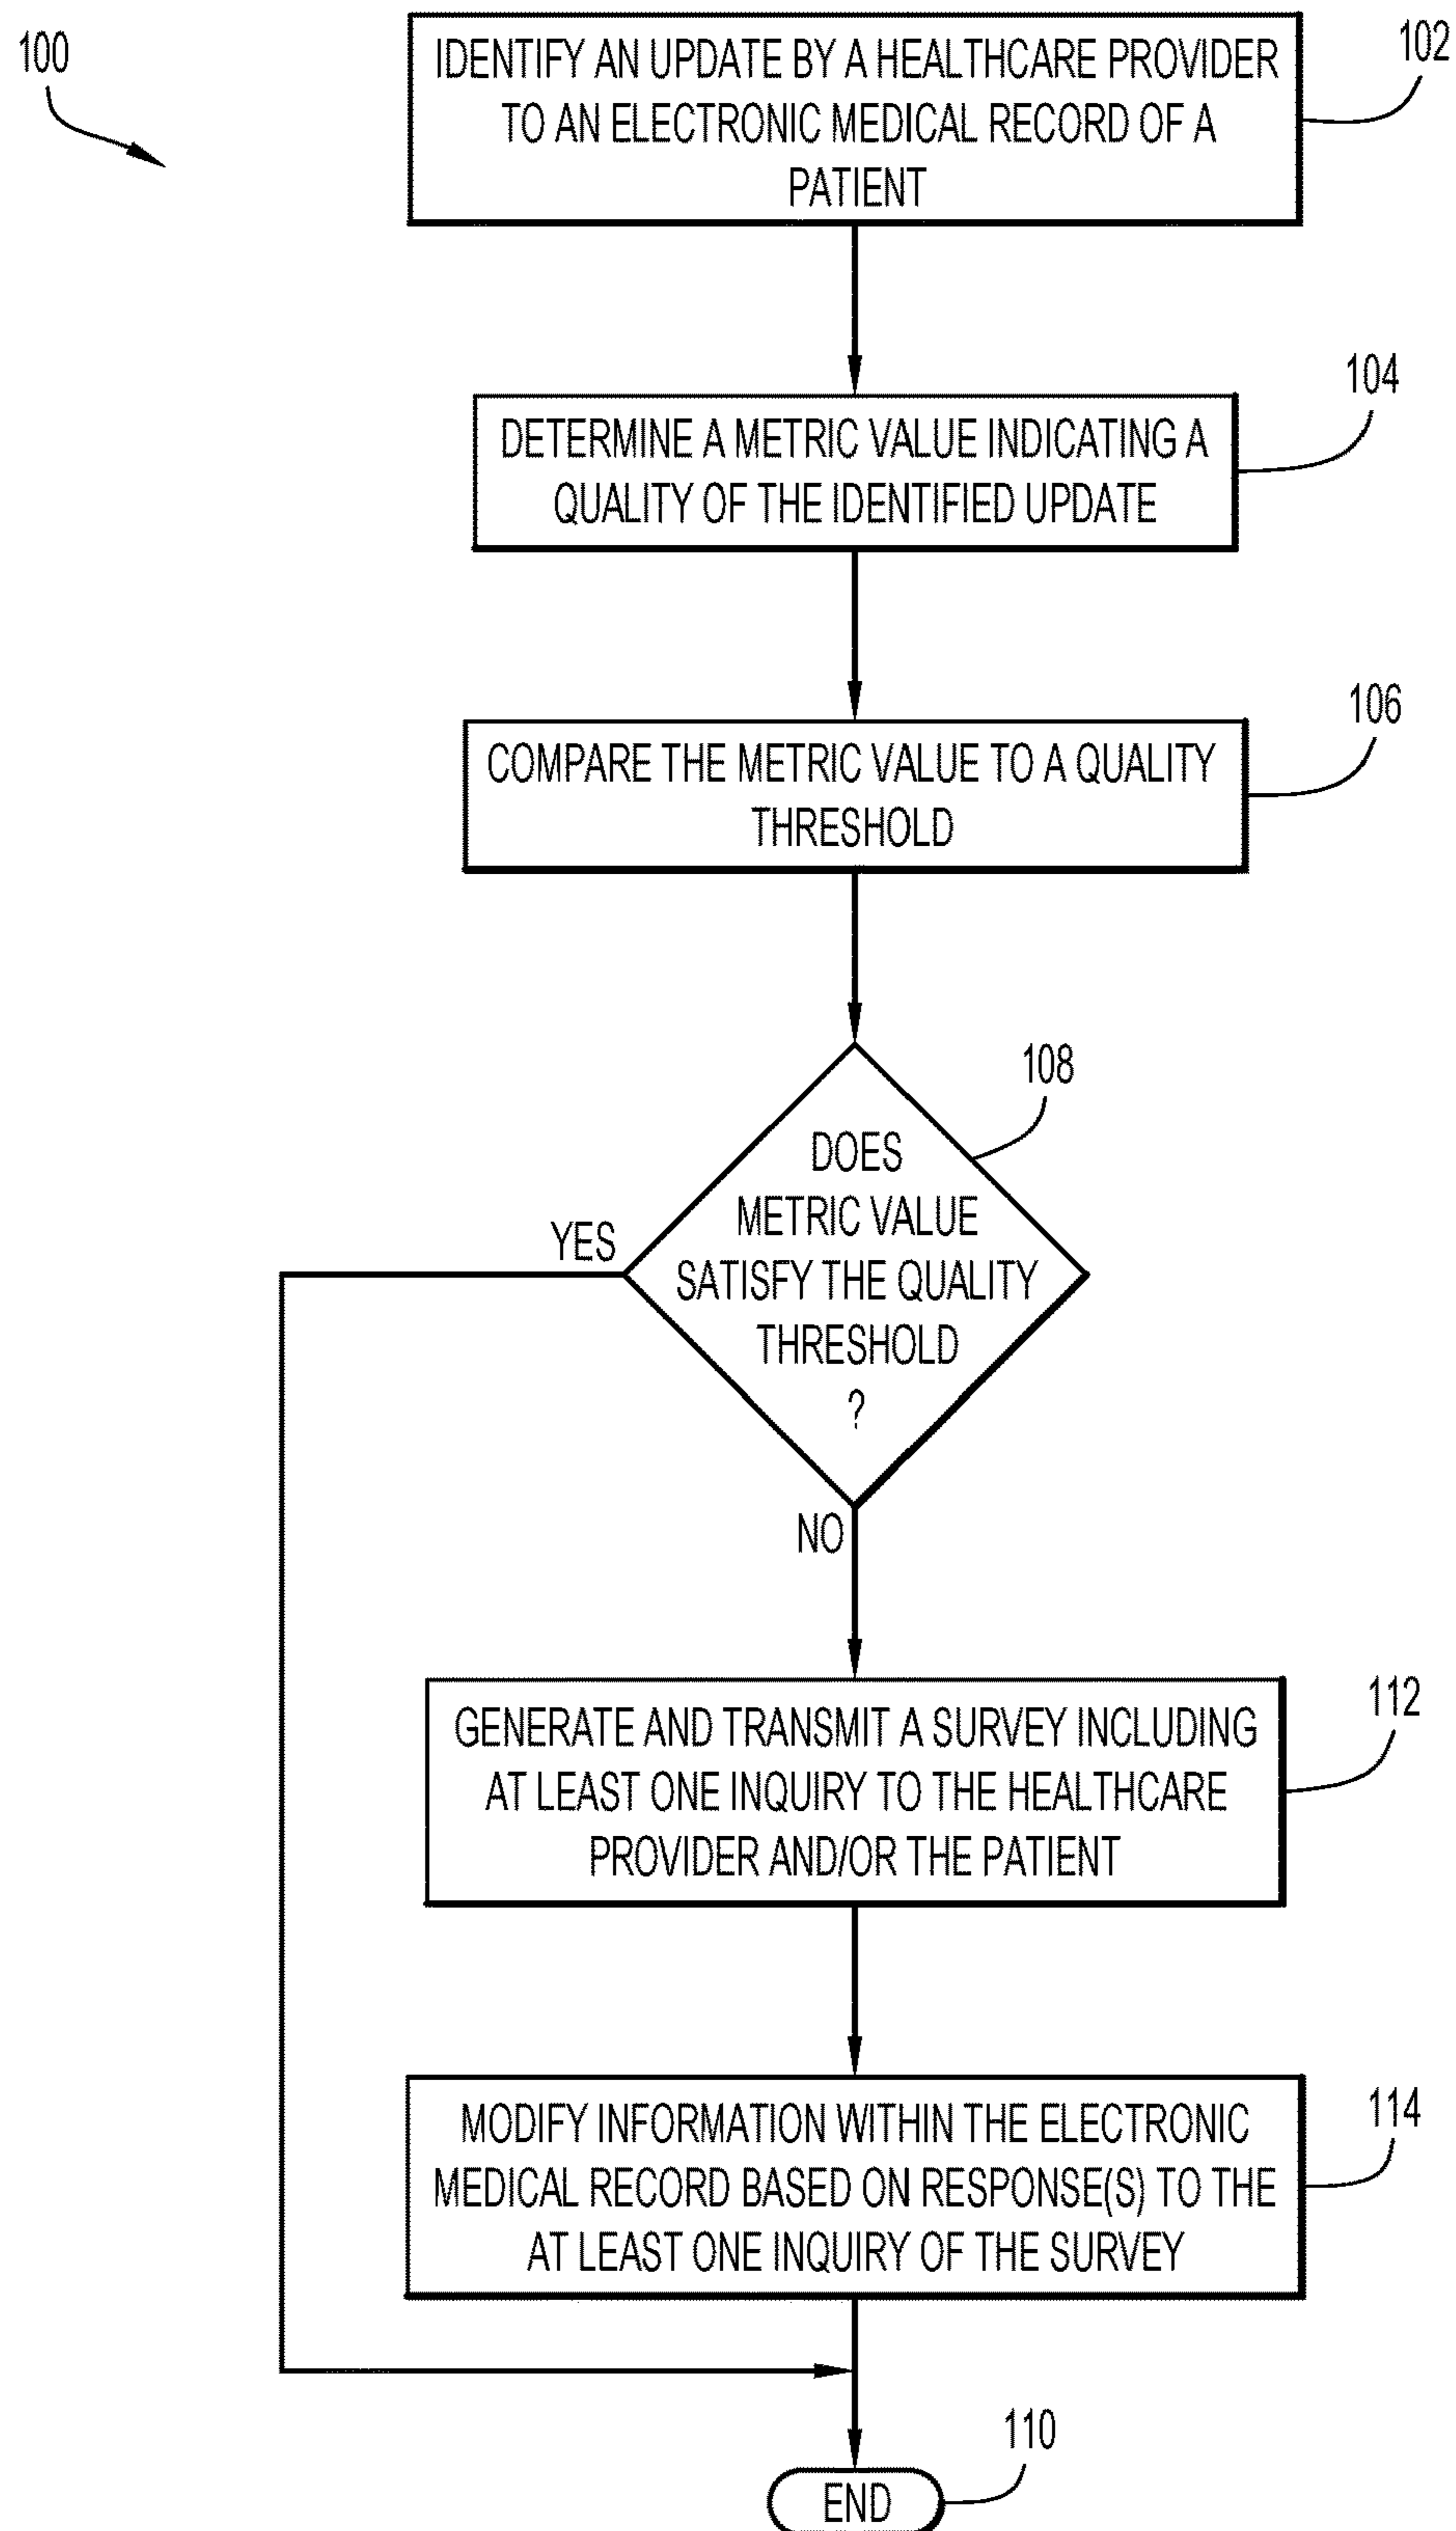 100
IDENTIFY AN UPDATE BY A HEALTHCARE PROVIDER
TO AN ELECTRONIC MEDICAL RECORD OF A
PATIENT
102
DETERMINE A METRIC VALUE INDICATING A
QUALITY OF THE IDENTIFIED UPDATE
104
COMPARE THE METRIC VALUE TO A QUALITY
THRESHOLD
106
DOES
METRIC VALUE
SATISFY THE QUALITY
THRESHOLD
?
108
YES
NO
GENERATE AND TRANSMIT A SURVEY INCLUDING
AT LEAST ONE INQUIRY TO THE HEALTHCARE
PROVIDER AND/OR THE PATIENT
112
MODIFY INFORMATION WITHIN THE ELECTRONIC
MEDICAL RECORD BASED ON RESPONSE(S) TO THE
AT LEAST ONE INQUIRY OF THE SURVEY
114
END
110